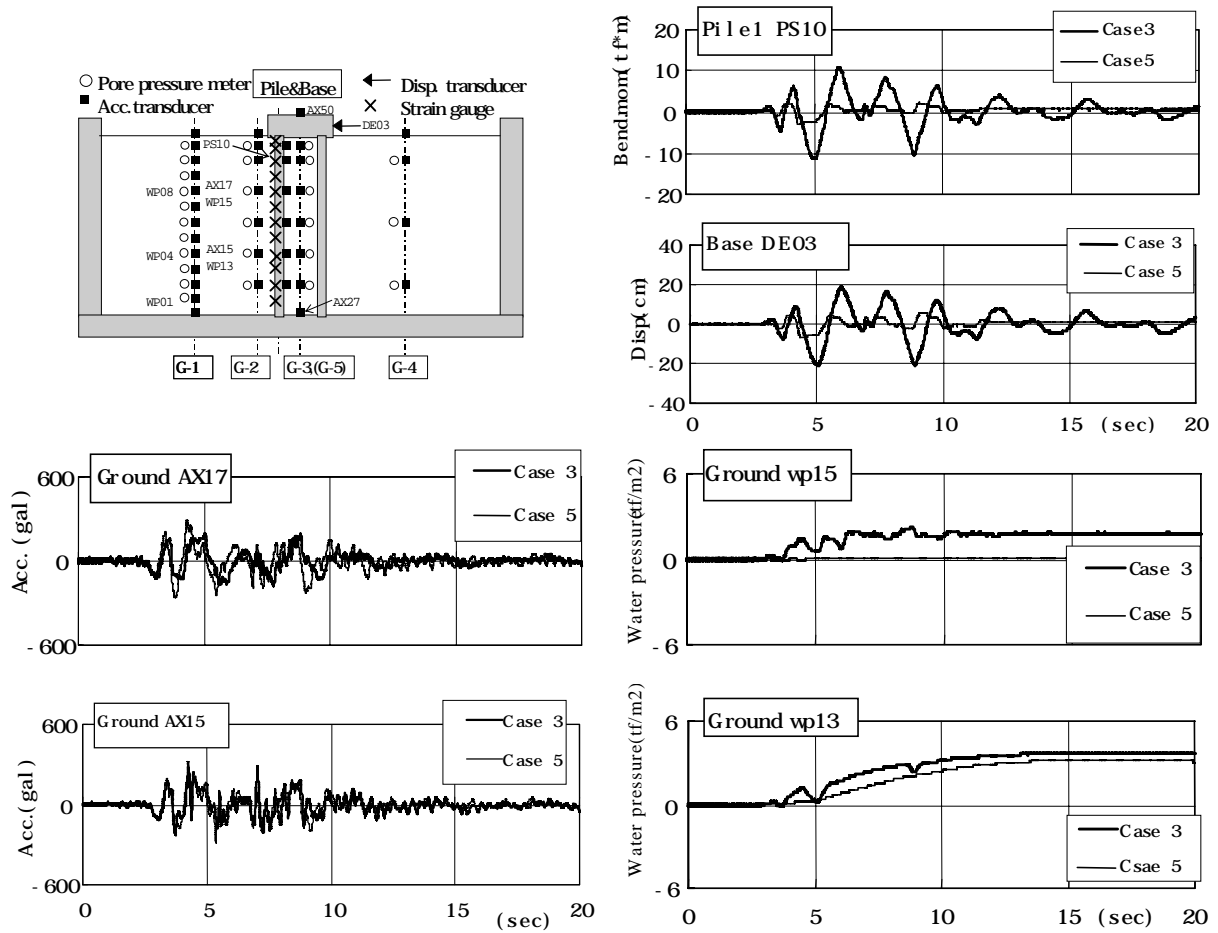 Pore pressure meter
Acc. transducer
Pile&Base
Disp. transducer
Strain gauge
AX50
DE03
PS10
WP08
AX17
WP15
WP04
AX15
WP13
WP01
AX27
G-1
G-2
G-3,(G-5)
G-4
Pile1 PS10
Case3
Case5
Bendmom(tf*m)
20
10
0
-10
-20
Base DE03
Case 3
Case 5
Disp(cm)
40
20
0
-20
-40
0 5 10 15 (sec) 20
Ground AX17
Case 3
Case 5
Acc. (gal)
600
0
-600
Ground wp15
Case 3
Case 5
Water pressure(tf/m2)
6
0
-6
Ground AX15
Case 3
Case 5
Acc.(gal)
600
0
-600
0 5 10 15 (sec) 20
Ground wp13
Case 3
Csae 5
Water pressure(tf/m2)
6
0
-6
0 5 10 15 (sec) 20